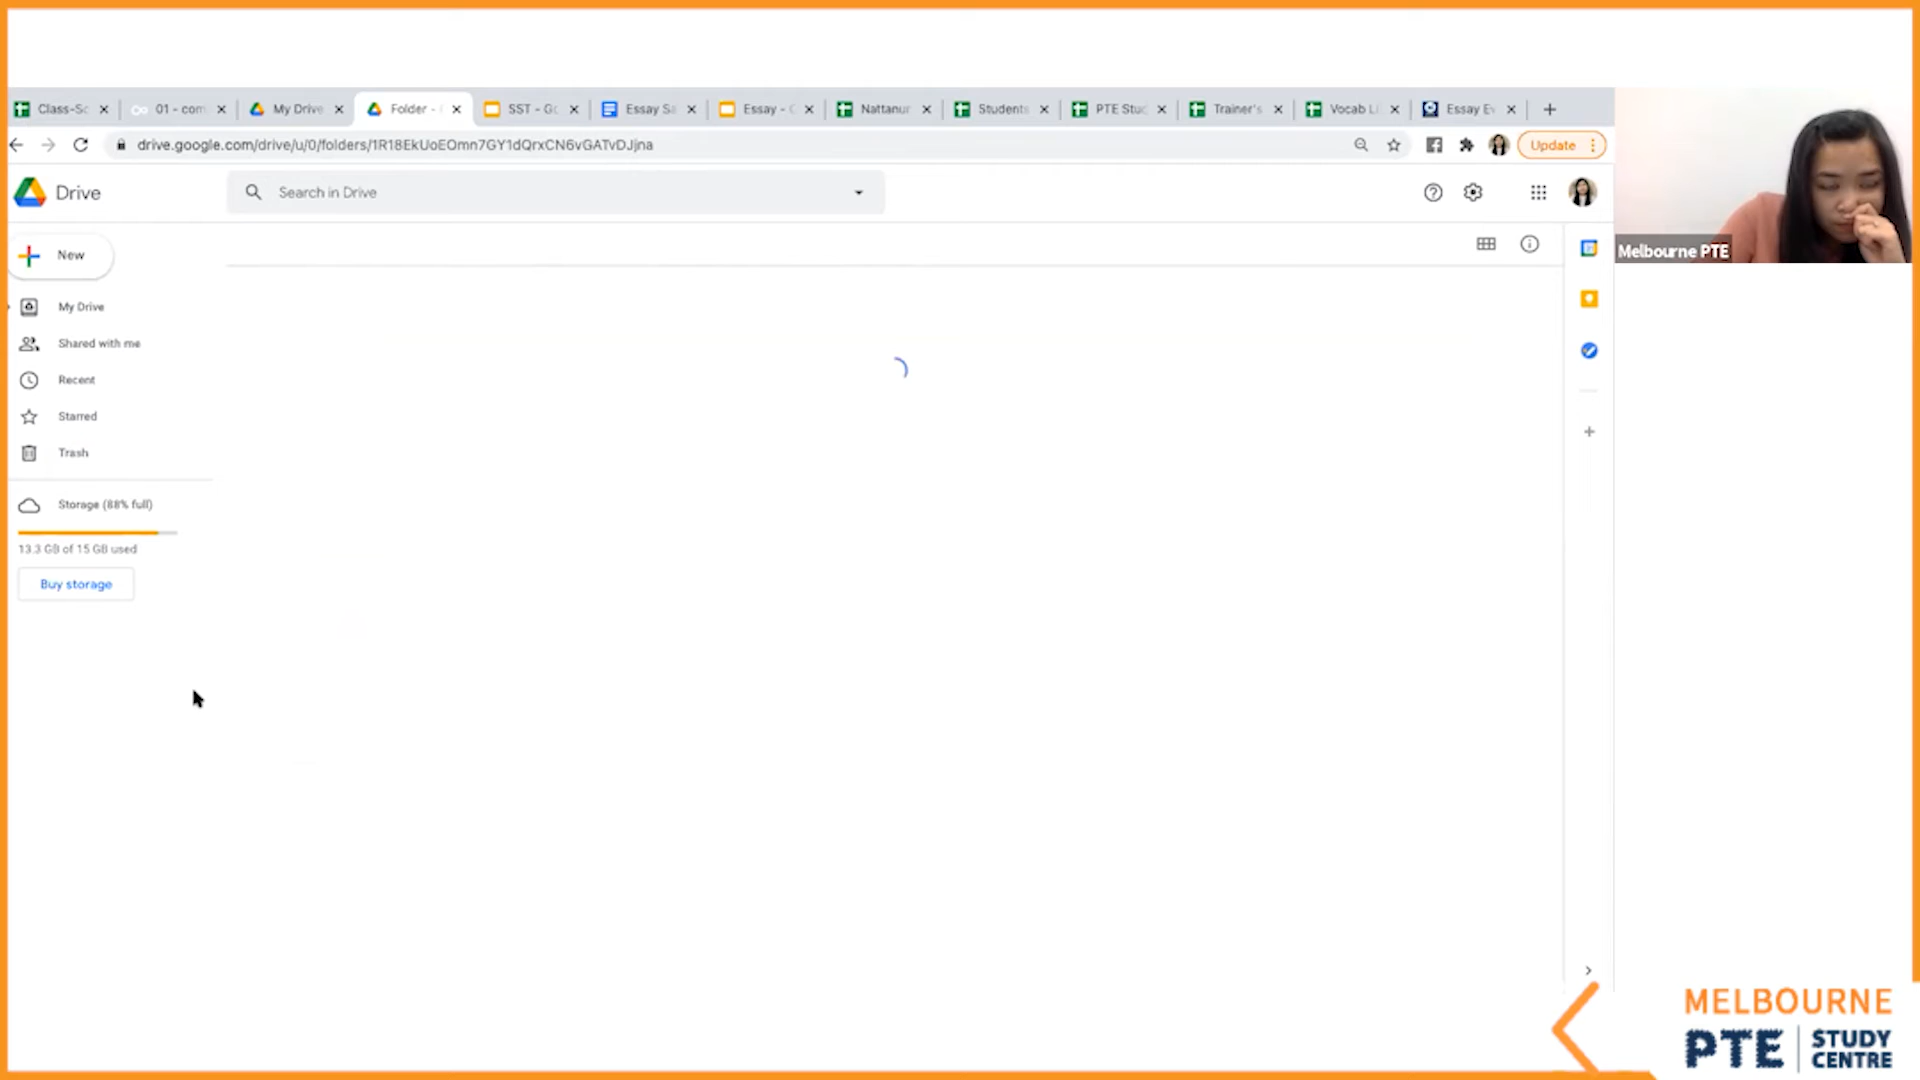 Class-Sc
01 - com
My Drive
Folder -
SST - Go
Essay Sa
Essay - G
Nattanur
Students
PTE Stud
Trainer's
Vocab Li
Essay Ev
drive.google.com/drive/u/0/folders/1R18EkUoEOmn7GY1dQrxCN6vGATvDJjna
Update
Drive
Search in Drive
New
My Drive
Shared with me
Recent
Starred
Trash
Storage (88% full)
13.3 GB of 15 GB used
Buy storage
Melbourne PTE
MELBOURNE
PTE STUDY CENTRE